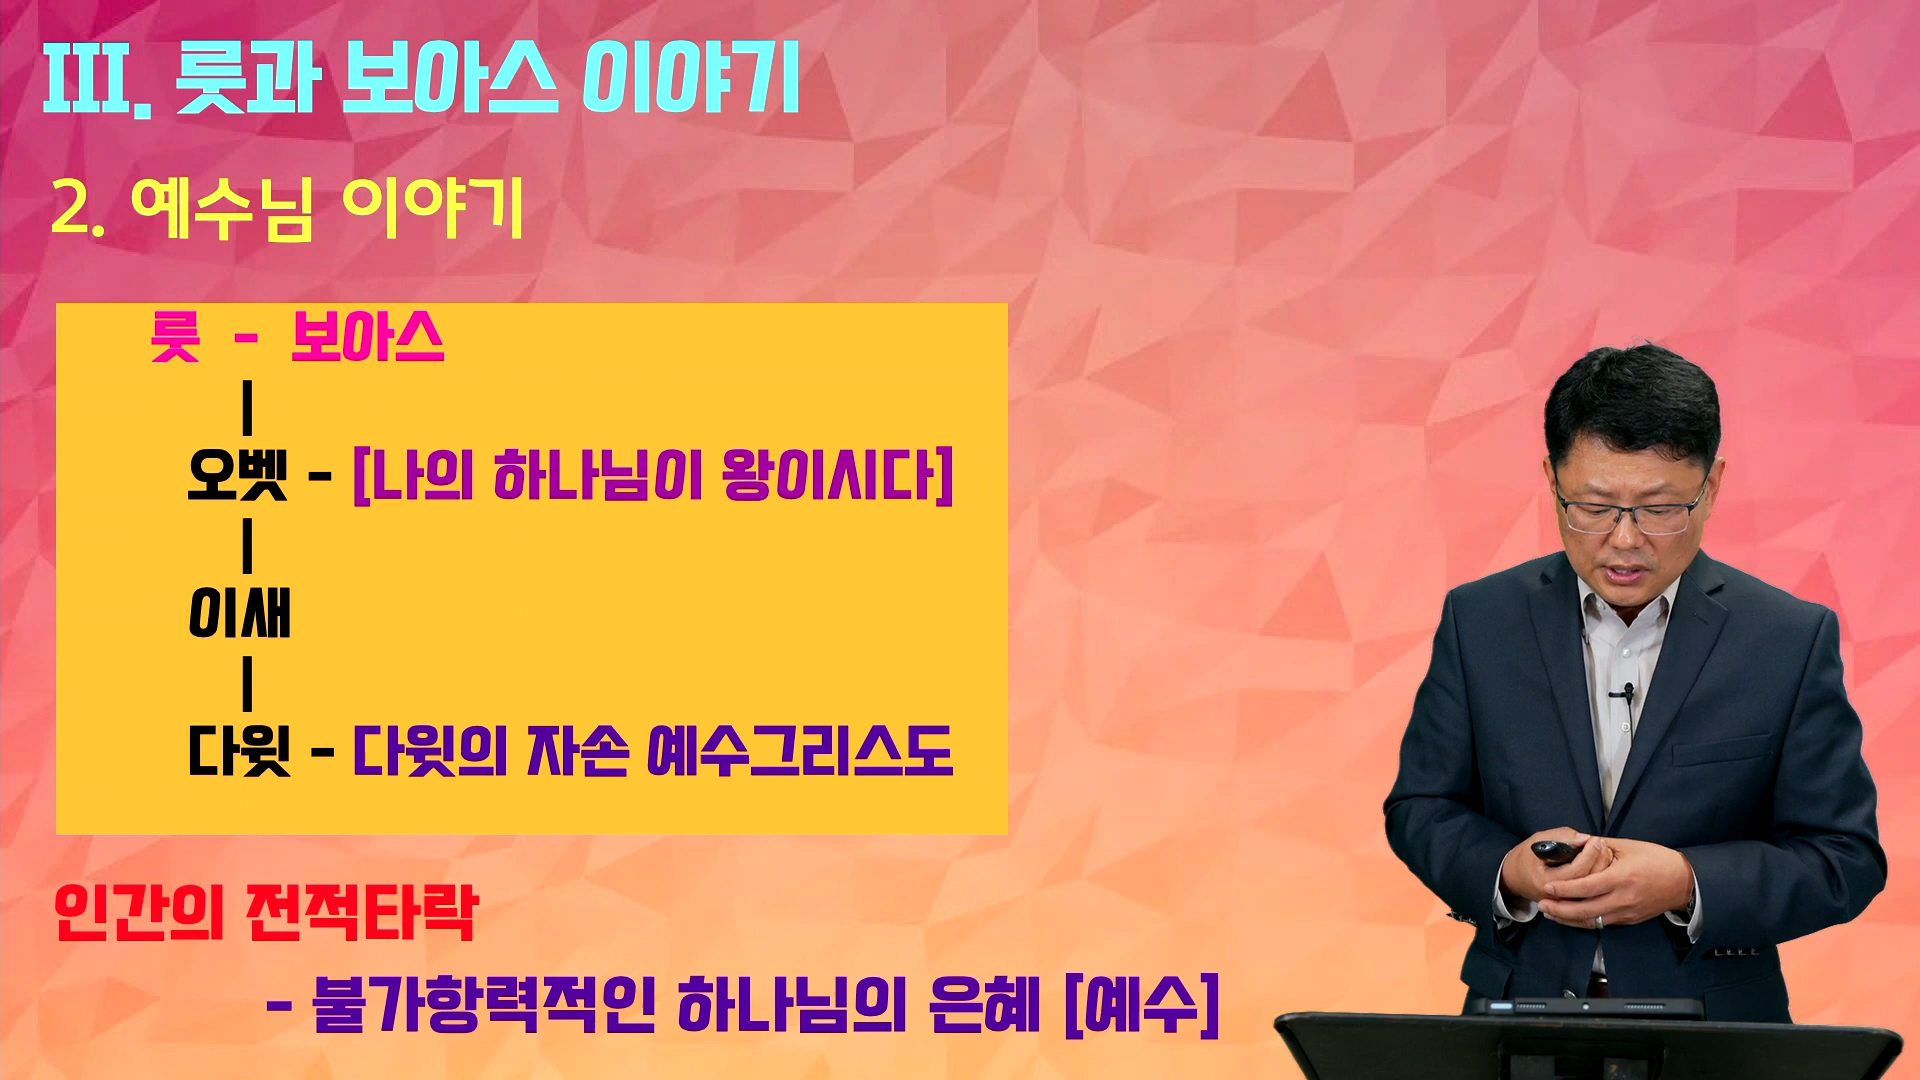 III. 룻과 보아스 이야기
2. 예수님 이야기
룻 - 보아스
|
오벳 - [나의 하나님이 왕이시다]
|
이새
|
다윗 - 다윗의 자손 예수그리스도
인간의 전적타락
- 불가항력적인 하나님의 은혜 [예수]